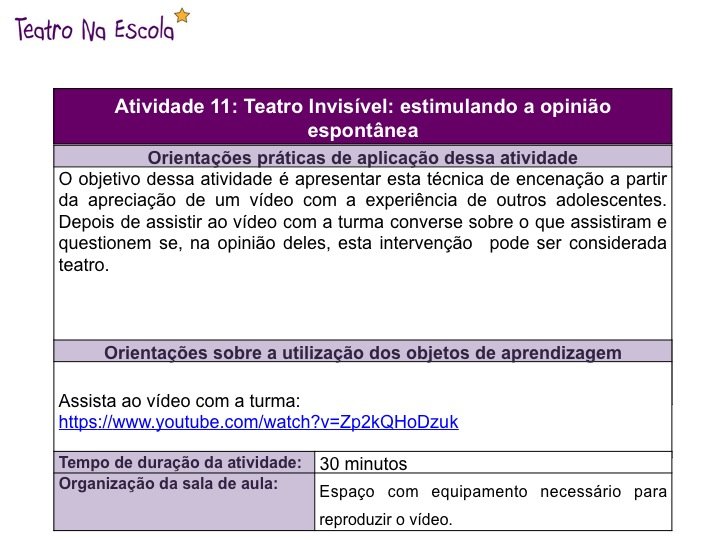 Teatro Na Escola
Atividade 11: Teatro Invisível: estimulando a opinião
espontânea
Orientações práticas de aplicação dessa atividade
O objetivo dessa atividade é apresentar esta técnica de encenação a partir
da apreciação de um vídeo com a experiência de outros adolescentes.
Depois de assistir ao vídeo com a turma converse sobre o que assistiram e
questionem se, na opinião deles, esta intervenção pode ser considerada
teatro.
Orientações sobre a utilização dos objetos de aprendizagem
Assista ao vídeo com a turma:
https://www.youtube.com/watch?v=Zp2kQHoDzuk
Tempo de duração da atividade: 30 minutos
Organização da sala de aula: Espaço com equipamento necessário para
reproduzir o vídeo.